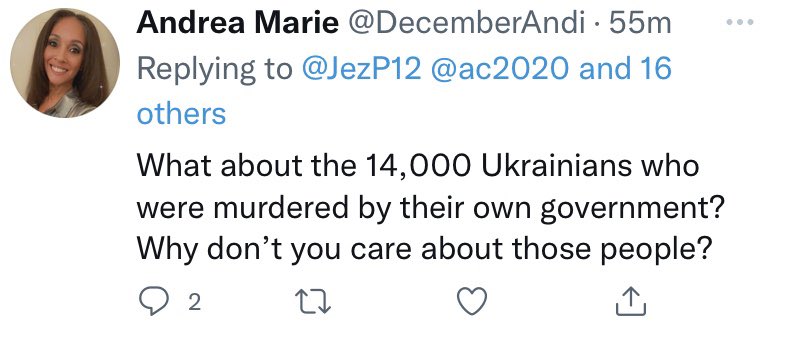 Andrea Marie @DecemberAndi · 55m
Replying to @JezP12 @ac2020 and 16
others
What about the 14,000 Ukrainians who
were murdered by their own government?
Why don’t you care about those people?
2